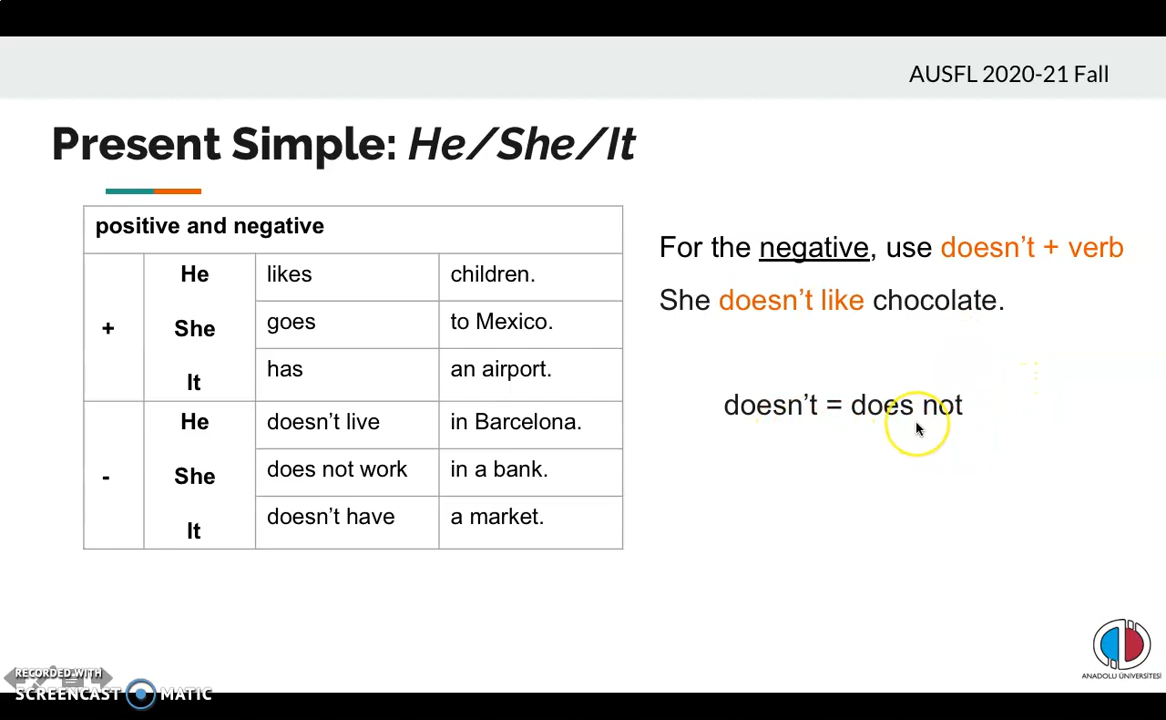 AUSFL 2020-21 Fall
Present Simple: He/She/It
positive and negative
+
He
She
It
likes
children.
goes
to Mexico.
has
an airport.
-
He
She
It
doesn't live
in Barcelona.
does not work
in a bank.
doesn't have
a market.
For the negative, use doesn't + verb
She doesn't like chocolate.
doesn't = does not
ANADOLU ÜNİVERSİTESİ
RECORDED WITH
SCREENCAST MATIC